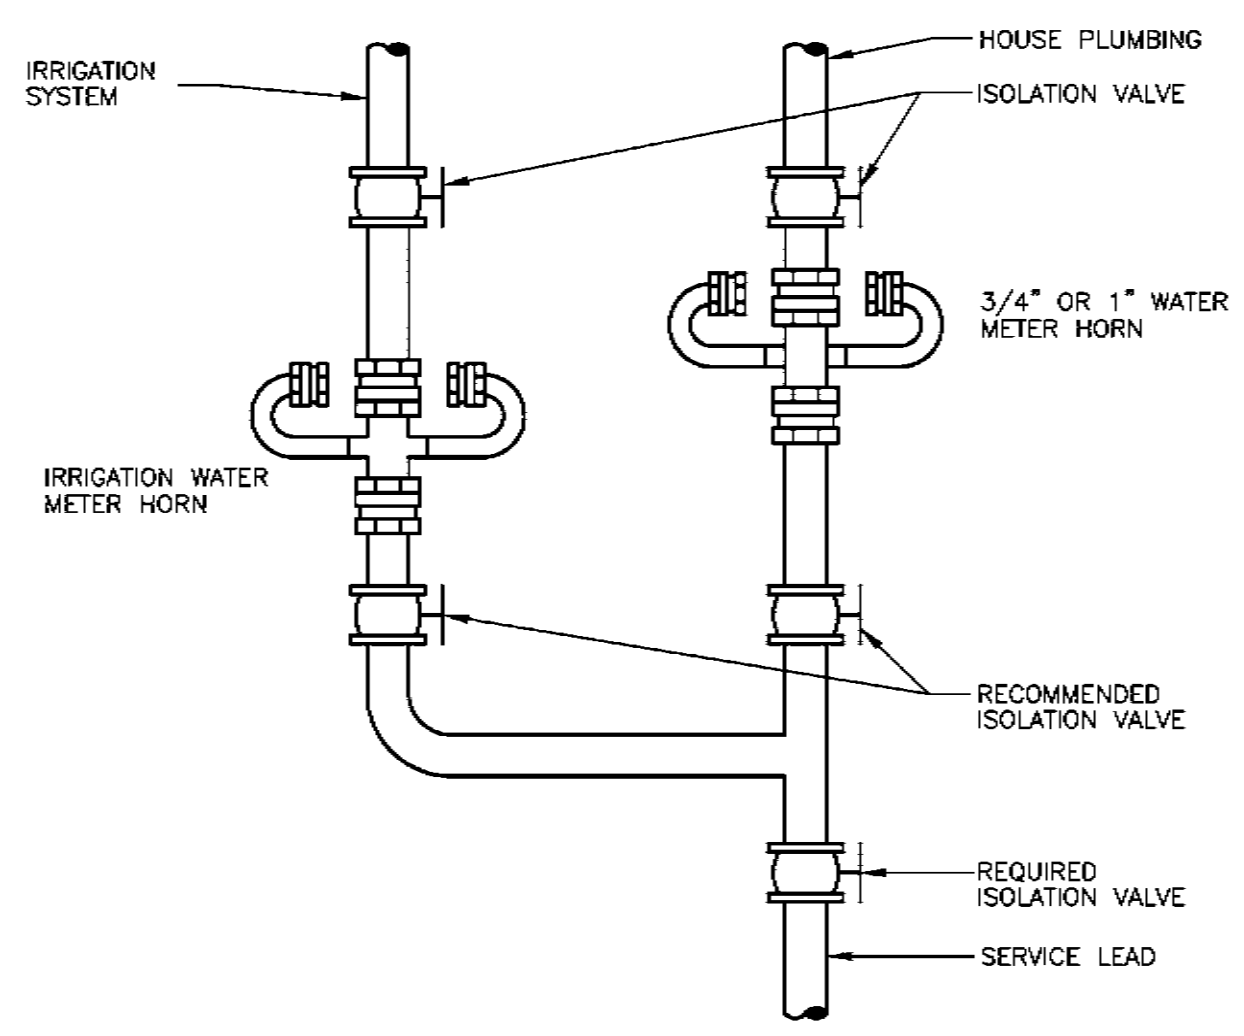 HOUSE PLUMBING
IRRIGATION
SYSTEM
ISOLATION VALVE
3/4" OR 1" WATER
METER HORN
IRRIGATION WATER
METER HORN
RECOMMENDED
ISOLATION VALVE
REQUIRED
ISOLATION VALVE
SERVICE LEAD